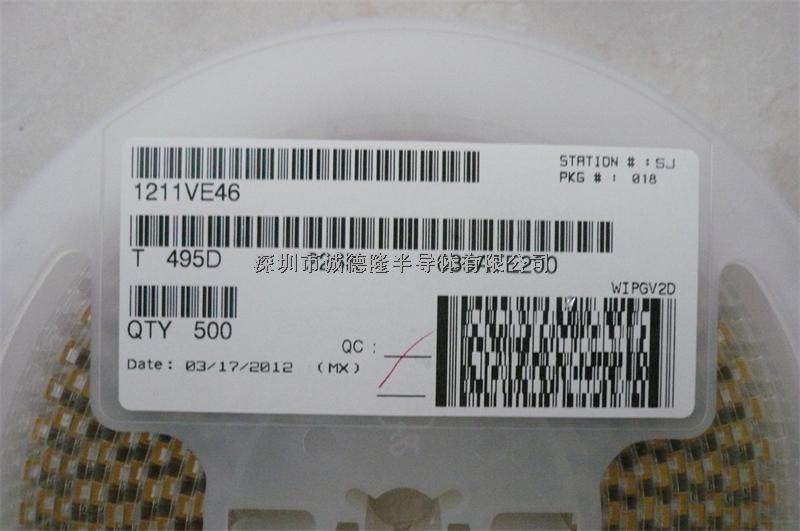 STATION # : SJ
PKG # : 018
1211VE46
T 495D
深圳市诚德隆半导体有限公司
WIPGV2D
QTY 500
QC :
Date: 03/17/2012 (MX)